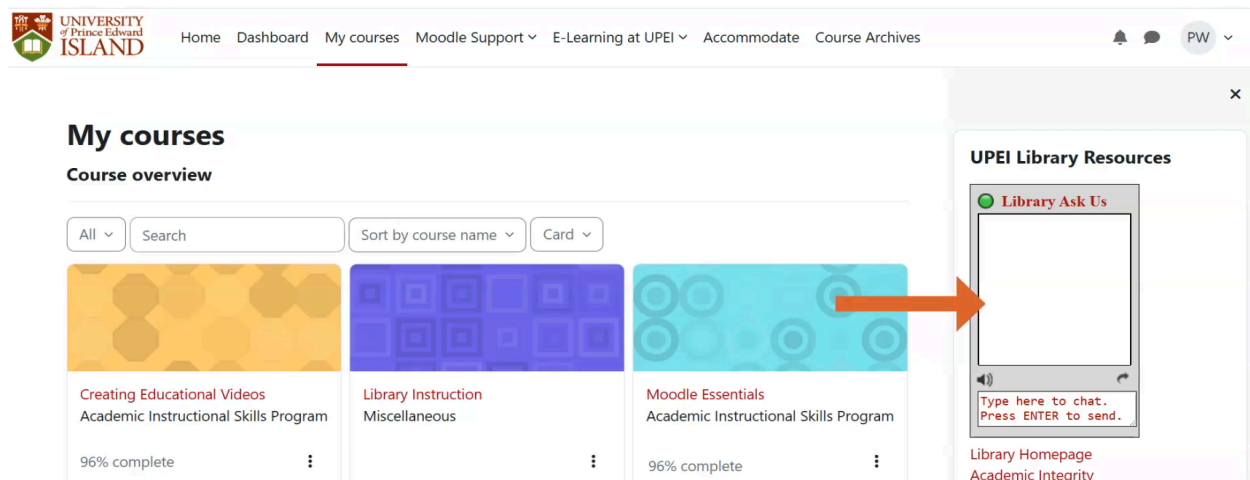 UNIVERSITY
of Prince Edward
ISLAND
Home Dashboard My courses Moodle Support E-Learning at UPEI Accommodate Course Archives
PW
My courses
Course overview
All Search Sort by course name Card
Creating Educational Videos
Academic Instructional Skills Program
96% complete
Library Instruction
Miscellaneous
Moodle Essentials
Academic Instructional Skills Program
96% complete
UPEI Library Resources
Library Ask Us
Type here to chat.
Press ENTER to send.
Library Homepage
Academic Integrity